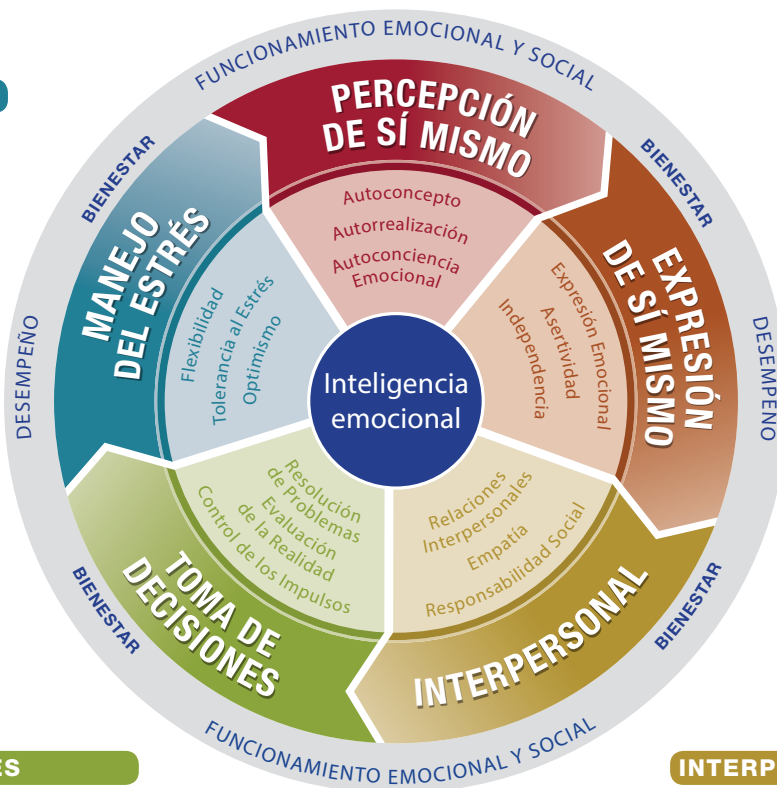 FUNCIONAMIENTO EMOCIONAL Y SOCIAL
PERCEPCIÓN
DE SÍ MISMO
Autoconcepto
Autorrealización
Autoconciencia
Emocional
BIENESTAR
EXPRESIÓN
DE SÍ MISMO
Expresión Emocional
Asertividad
Independencia
DESEMPEÑO
INTERPERSONAL
Relaciones
Interpersonales
Empatía
Responsabilidad Social
BIENESTAR
FUNCIONAMIENTO EMOCIONAL Y SOCIAL
TOMA DE
DECISIONES
Resolución
de Problemas
Evaluación
de la Realidad
Control de los Impulsos
BIENESTAR
DESEMPEÑO
MANEJO
DEL ESTRÉS
Flexibilidad
Tolerancia al Estrés
Optimismo
BIENESTAR
Inteligencia
emocional
ES
INTERP